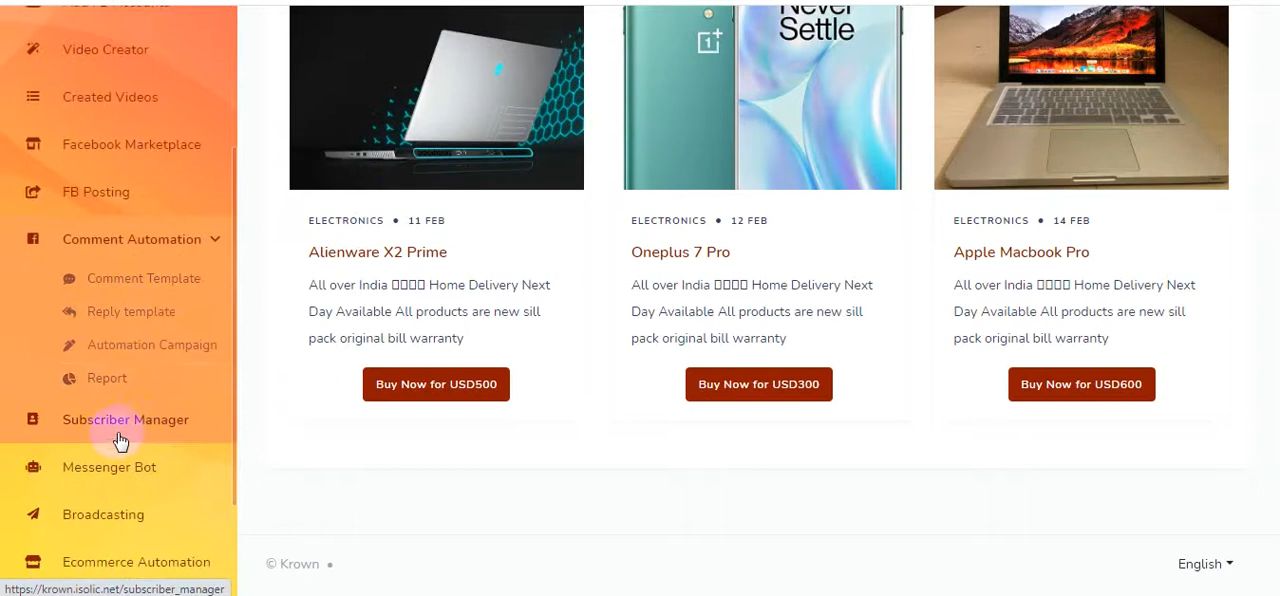 Video Creator
Created Videos
Facebook Marketplace
FB Posting
Comment Automation
Comment Template
Reply template
Automation Campaign
Report
Subscriber Manager
Messenger Bot
Broadcasting
Ecommerce Automation
https://krown.isolic.net/subscriber_manager
Never
Settle
1+
ELECTRONICS • 11 FEB
Alienware X2 Prime
All over India □□□□ Home Delivery Next
Day Available All products are new sill
pack original bill warranty
Buy Now for USD500
ELECTRONICS • 12 FEB
Oneplus 7 Pro
All over India □□□□ Home Delivery Next
Day Available All products are new sill
pack original bill warranty
Buy Now for USD300
ELECTRONICS • 14 FEB
Apple Macbook Pro
All over India □□□□ Home Delivery Next
Day Available All products are new sill
pack original bill warranty
Buy Now for USD600
© Krown •
English